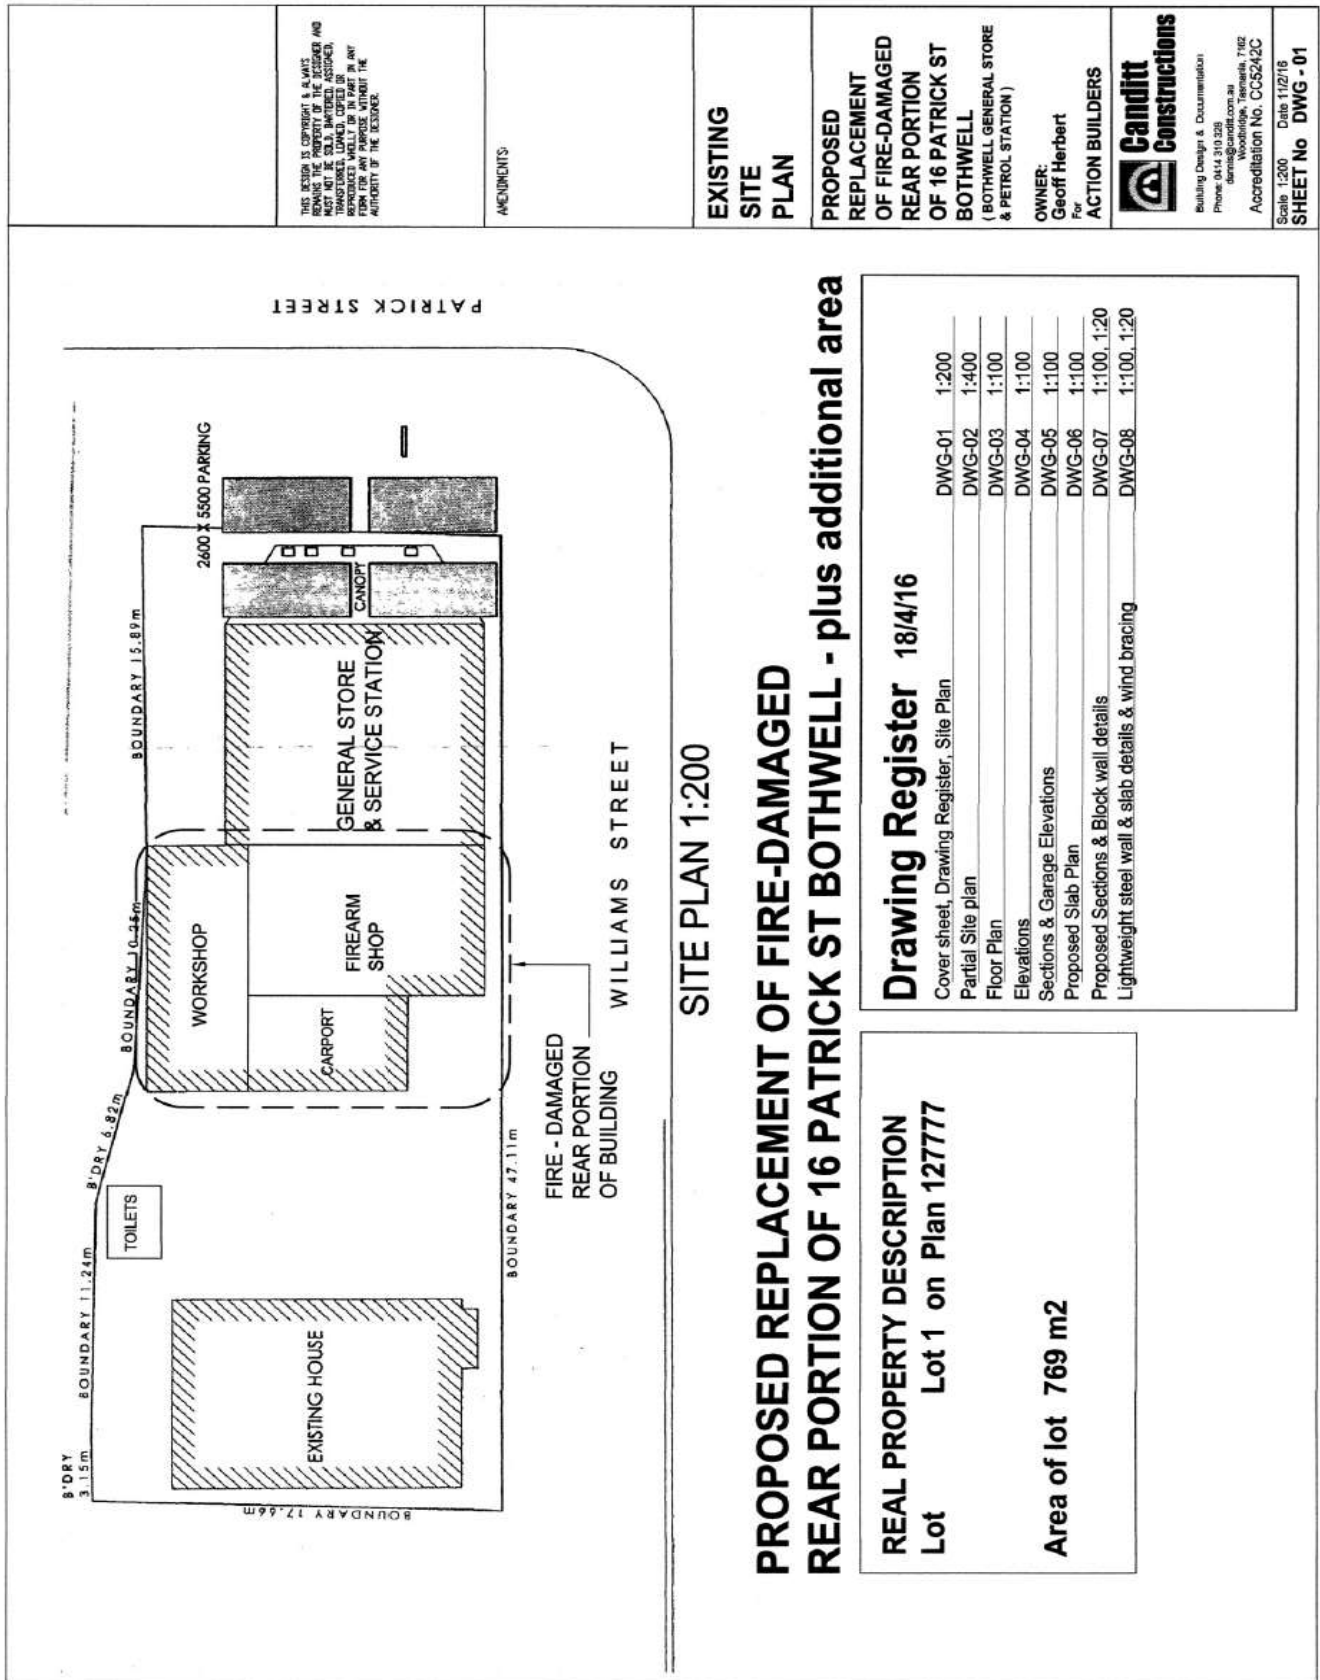 B'DRY
3.15m
BOUNDARY 11.24m
B'DRY 6.82m
BOUNDARY 10.25m
BOUNDARY 15.89m
2600 X 5500 PARKING
PATRICK STREET
TOILETS
WORKSHOP
EXISTING HOUSE
CARPORT
FIREARM
SHOP
GENERAL STORE
& SERVICE STATION
CANOPY
BOUNDARY 17.66m
BOUNDARY 47.11m
FIRE - DAMAGED
REAR PORTION
OF BUILDING
WILLIAMS STREET
SITE PLAN 1:200
PROPOSED REPLACEMENT OF FIRE-DAMAGED
REAR PORTION OF 16 PATRICK ST BOTHWELL - plus additional area
REAL PROPERTY DESCRIPTION
Lot Lot 1 on Plan 127777
Area of lot 769 m2
Drawing Register 18/4/16
Cover sheet, Drawing Register, Site Plan DWG-01 1:200
Partial Site plan DWG-02 1:400
Floor Plan DWG-03 1:100
Elevations DWG-04 1:100
Sections & Garage Elevations DWG-05 1:100
Proposed Slab Plan DWG-06 1:100
Proposed Sections & Block wall details DWG-07 1:100, 1:20
Lightweight steel wall & slab details & wind bracing DWG-08 1:100, 1:20
THIS DESIGN IS COPYRIGHT & ALWAYS
REMAINS THE PROPERTY OF THE DESIGNER AND
MUST NOT BE SOLD, BARTERED, ASSIGNED,
TRANSFERRED, LOANED, COPIED OR
REPRODUCED WHOLLY OR IN PART IN ANY
FORM FOR ANY PURPOSE WITHOUT THE
AUTHORITY OF THE DESIGNER.
AMENDMENTS:
EXISTING
SITE
PLAN
PROPOSED
REPLACEMENT
OF FIRE-DAMAGED
REAR PORTION
OF 16 PATRICK ST
BOTHWELL
( BOTHWELL GENERAL STORE
& PETROL STATION )
OWNER:
Geoff Herbert
For
ACTION BUILDERS
Canditt
Constructions
Building Design & Documentation
Phone: 0414 310 328
dennis@canditt.com.au
Woodbridge, Tasmania, 7162
Accreditation No. CC5242C
Scale 1:200 Date 11/2/16
SHEET No DWG - 01